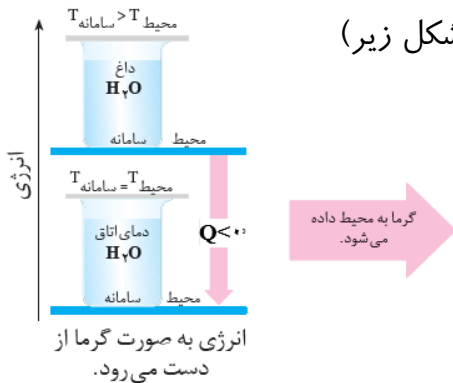 شکل زیر)
T سامانه > T محیط
داغ
H۲O
سامانه
محیط
انرژی
T سامانه = T محیط
دمای اتاق
H۲O
Q<۰
سامانه
محیط
گرما به محیط داده
می‌شود.
انرژی به صورت گرما از
دست می‌رود.